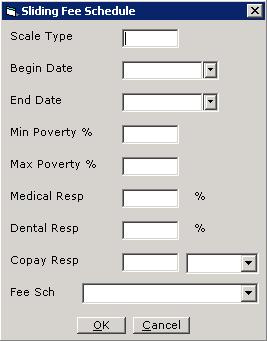 Sliding Fee Schedule
Scale Type
Begin Date
End Date
Min Poverty %
Max Poverty %
Medical Resp %
Dental Resp %
Copay Resp
Fee Sch
OK Cancel